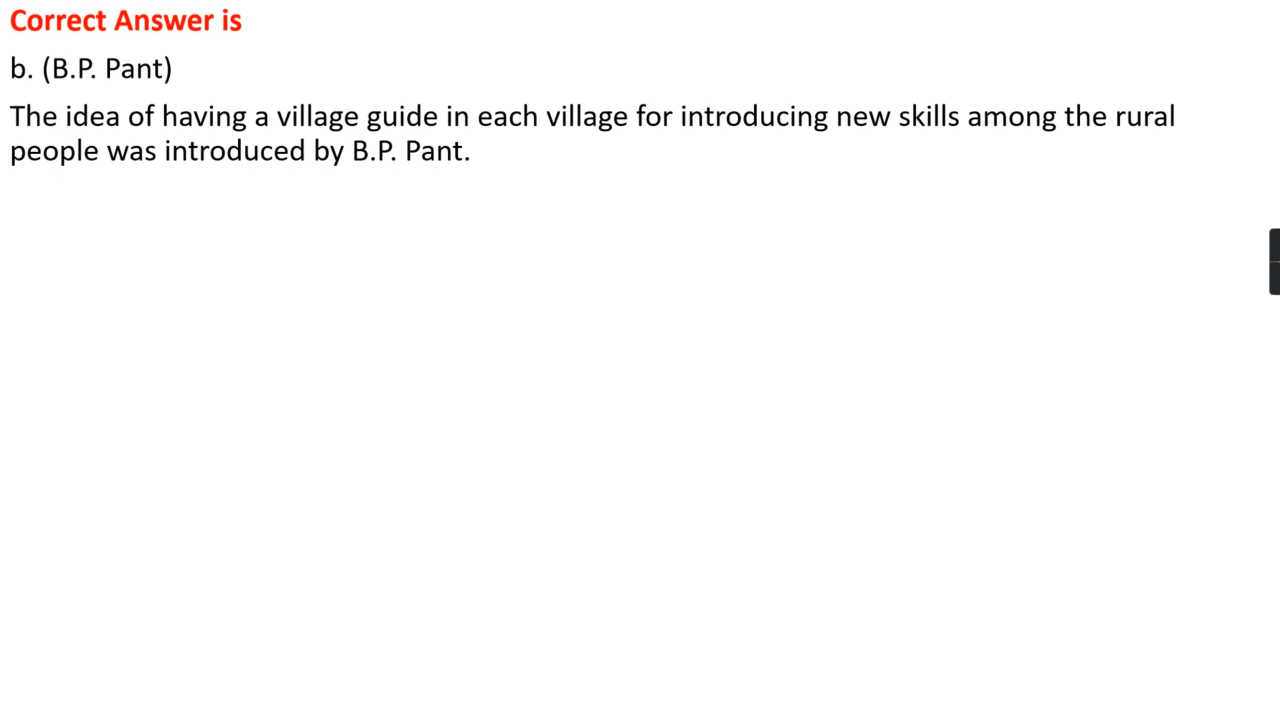 Correct Answer is
b. (B.P. Pant)
The idea of having a village guide in each village for introducing new skills among the rural
people was introduced by B.P. Pant.